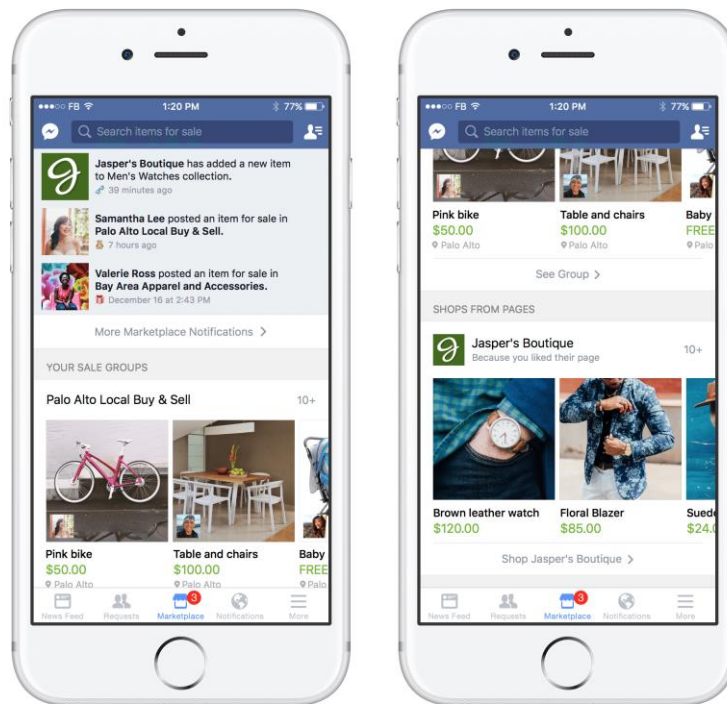 FB
1:20 PM
77%
Search items for sale
Jasper's Boutique has added a new item
to Men's Watches collection.
39 minutes ago
Samantha Lee posted an item for sale in
Palo Alto Local Buy & Sell.
7 hours ago
Valerie Ross posted an item for sale in
Bay Area Apparel and Accessories.
December 16 at 2:43 PM
More Marketplace Notifications >
YOUR SALE GROUPS
Palo Alto Local Buy & Sell 10+
Pink bike Table and chairs Baby
$50.00 $100.00 FREE
Palo Alto Palo Alto Palo
News Feed Requests Marketplace 3 Notifications More
FB
1:20 PM
77%
Search items for sale
Pink bike Table and chairs Baby
$50.00 $100.00 FREE
Palo Alto Palo Alto Palo
See Group >
SHOPS FROM PAGES
Jasper's Boutique 10+
Because you liked their page
Brown leather watch Floral Blazer Suede
$120.00 $85.00 $24.0
Shop Jasper's Boutique >
News Feed Requests Marketplace 3 Notifications More